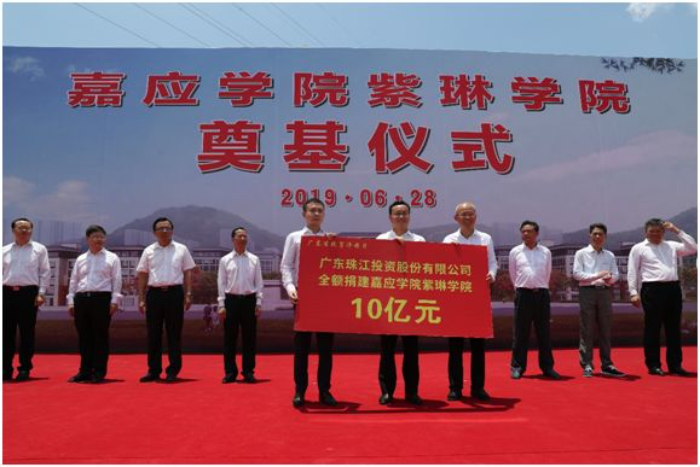 嘉应学院紫琳学院
奠基仪式
2019·06·28
广东珠江投资股份有限公司
全额捐建嘉应学院紫琳学院
10亿元